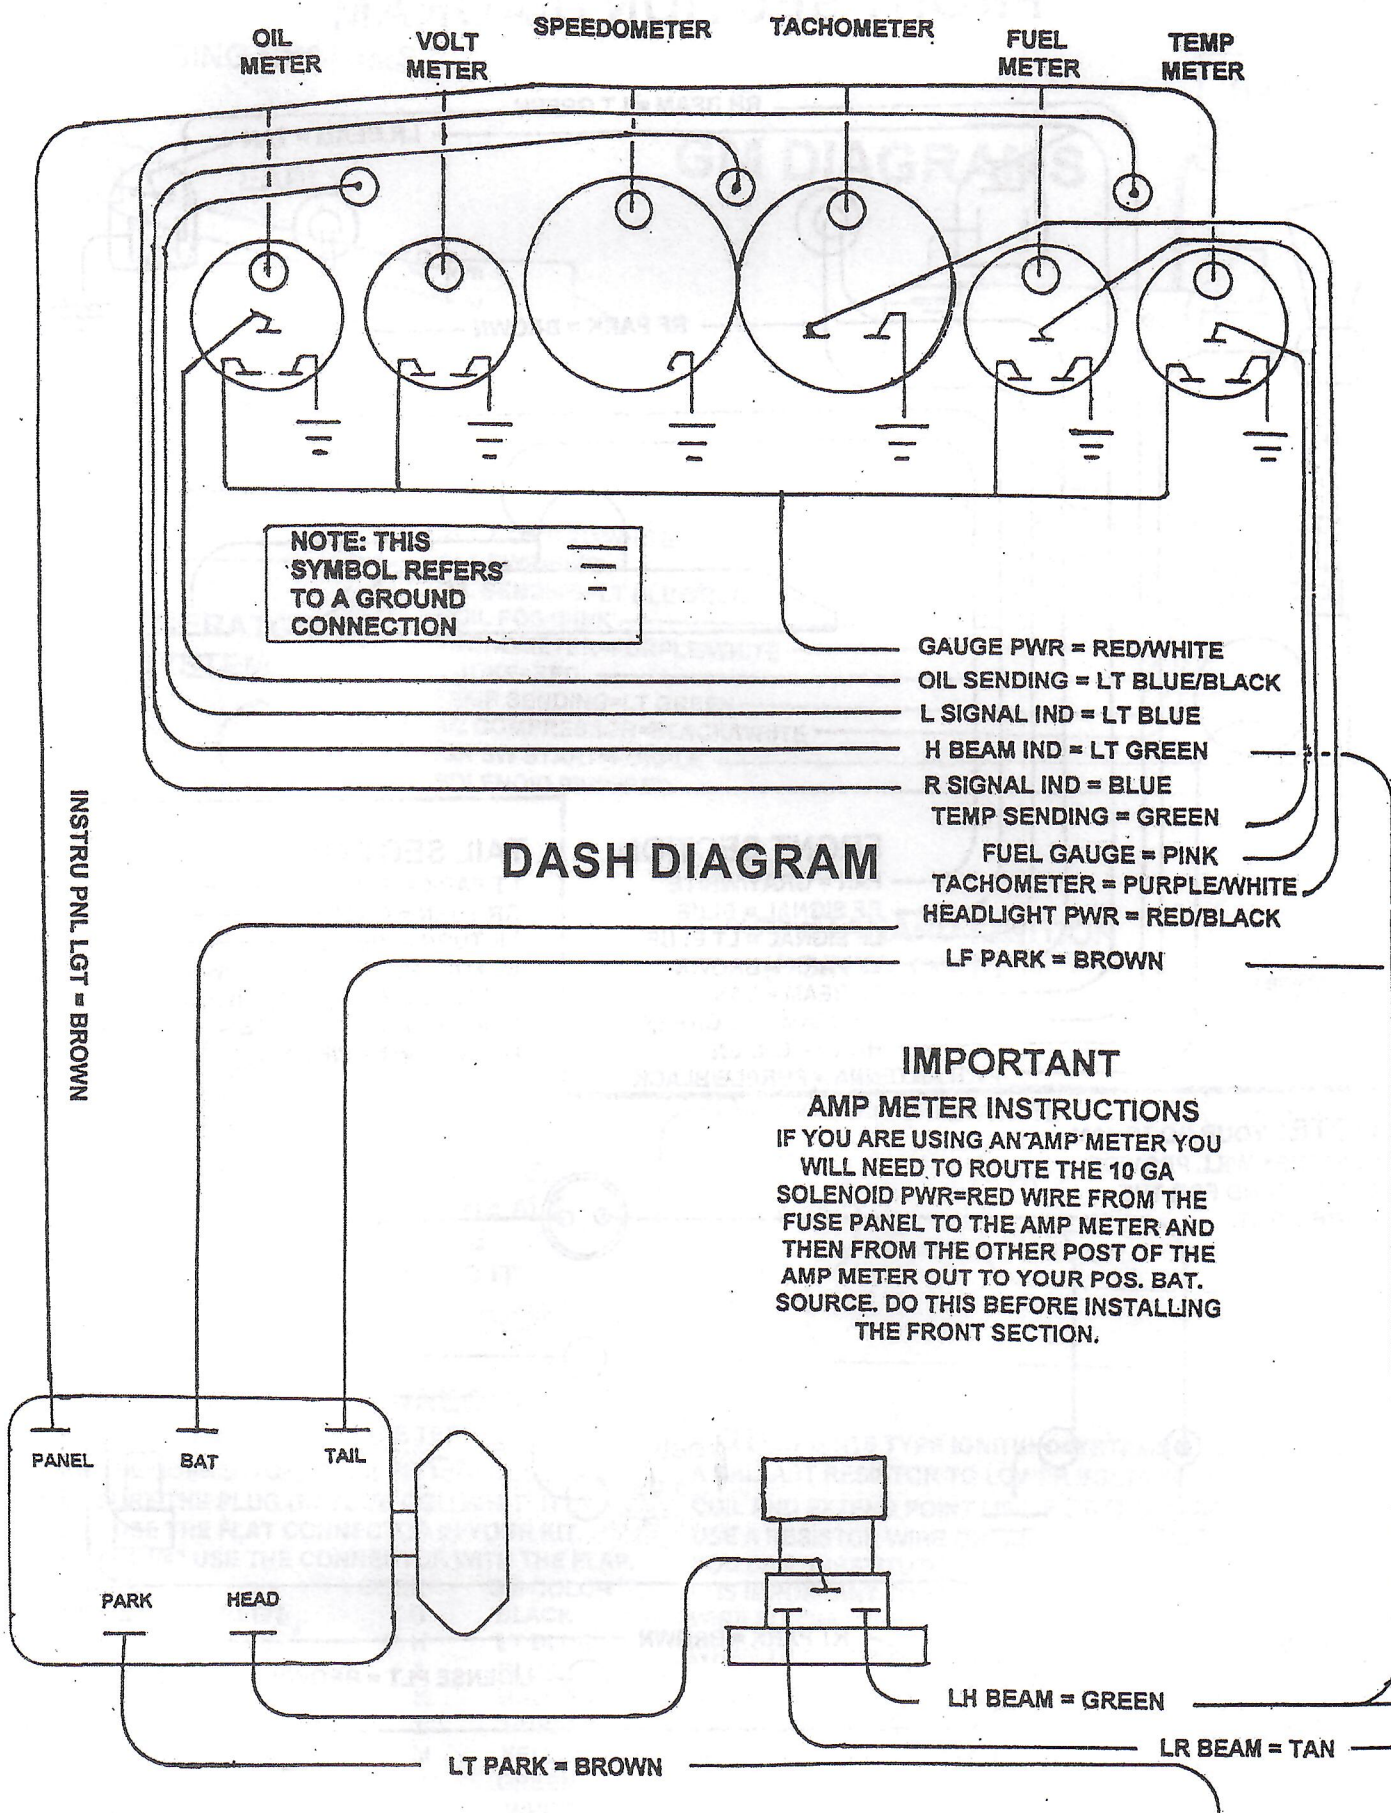 OIL
METER
VOLT
METER
SPEEDOMETER
TACHOMETER
FUEL
METER
TEMP
METER
NOTE: THIS
SYMBOL REFERS
TO A GROUND
CONNECTION
GAUGE PWR = RED/WHITE
OIL SENDING = LT BLUE/BLACK
L SIGNAL IND = LT BLUE
H BEAM IND = LT GREEN
R SIGNAL IND = BLUE
TEMP SENDING = GREEN
FUEL GAUGE = PINK
TACHOMETER = PURPLE/WHITE
HEADLIGHT PWR = RED/BLACK
LF PARK = BROWN
INSTRU PNL LGT = BROWN
DASH DIAGRAM
IMPORTANT
AMP METER INSTRUCTIONS
IF YOU ARE USING AN AMP METER YOU
WILL NEED TO ROUTE THE 10 GA
SOLENOID PWR=RED WIRE FROM THE
FUSE PANEL TO THE AMP METER AND
THEN FROM THE OTHER POST OF THE
AMP METER OUT TO YOUR POS. BAT.
SOURCE. DO THIS BEFORE INSTALLING
THE FRONT SECTION.
PANEL
BAT
TAIL
PARK
HEAD
LH BEAM = GREEN
LR BEAM = TAN
LT PARK = BROWN